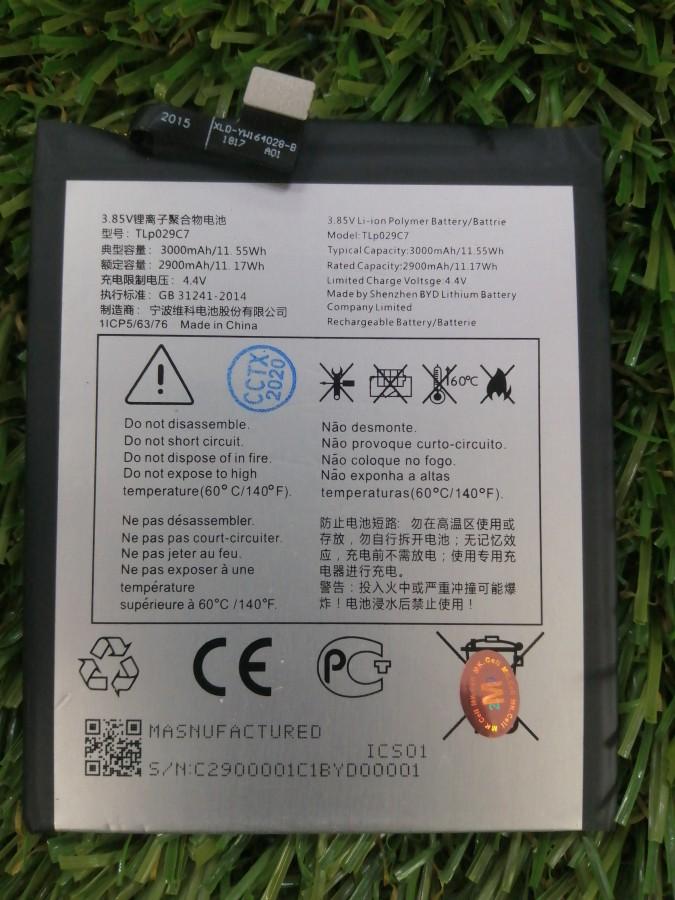 2015
XLD-YW164028-B
1817 A01
3.85V锂离子聚合物电池
型号: TLp029C7
典型容量: 3000mAh/11.55Wh
额定容量: 2900mAh/11.17Wh
充电限制电压: 4.4V
执行标准: GB 31241-2014
制造商: 宁波维科电池股份有限公司
1ICP5/63/76 Made in China
3.85V Li-ion Polymer Battery/Battrie
Model:TLp029C7
Typical Capacity:3000mAh/11.55Wh
Rated Capacity:2900mAh/11.17Wh
Limited Charge Voltsge:4.4V
Made by Shenzhen BYD Lithium Battery
Company Limited
Rechargeable Battery/Batterie
CCTX
2020
60℃
Do not disassemble.
Do not short circuit.
Do not dispose of in fire.
Do not expose to high
temperature(60°C/140°F).
Não desmonte.
Não provoque curto-circuito.
Não coloque no fogo.
Não exponha a altas
temperaturas(60°C/140°F).
Ne pas désassembler.
Ne pas pas court-circuiter.
Ne pas jeter au feu.
Ne pas exposer à une
température
supérieure à 60°C /140°F.
防止电池短路: 勿在高温区使用或
存放，勿自行拆开电池；无记忆效
应，充电前不需放电；使用专用充
电器进行充电。
警告：投入火中或严重冲撞可能爆
炸！电池浸水后禁止使用！
CE
PCT
M
MK Cell
MASNUFACTURED
ICS01
S/N:C2900001C1BYD00001